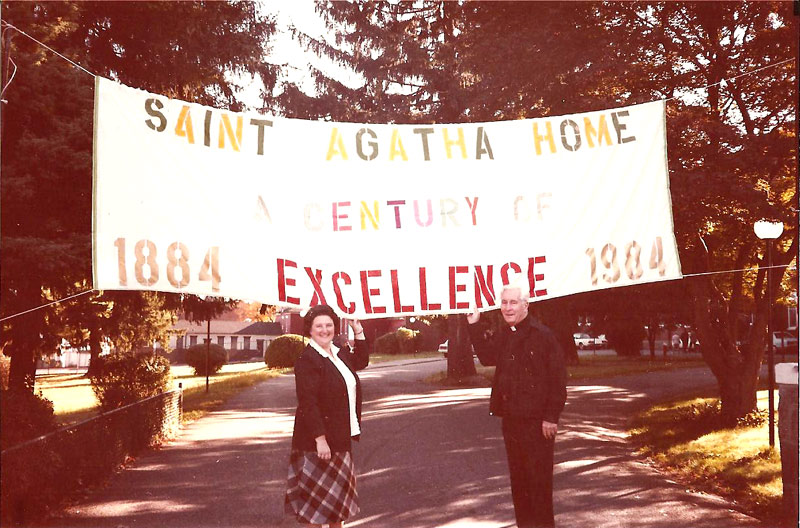 SAINT AGATHA HOME
A CENTURY OF
1884 EXCELLENCE 1984